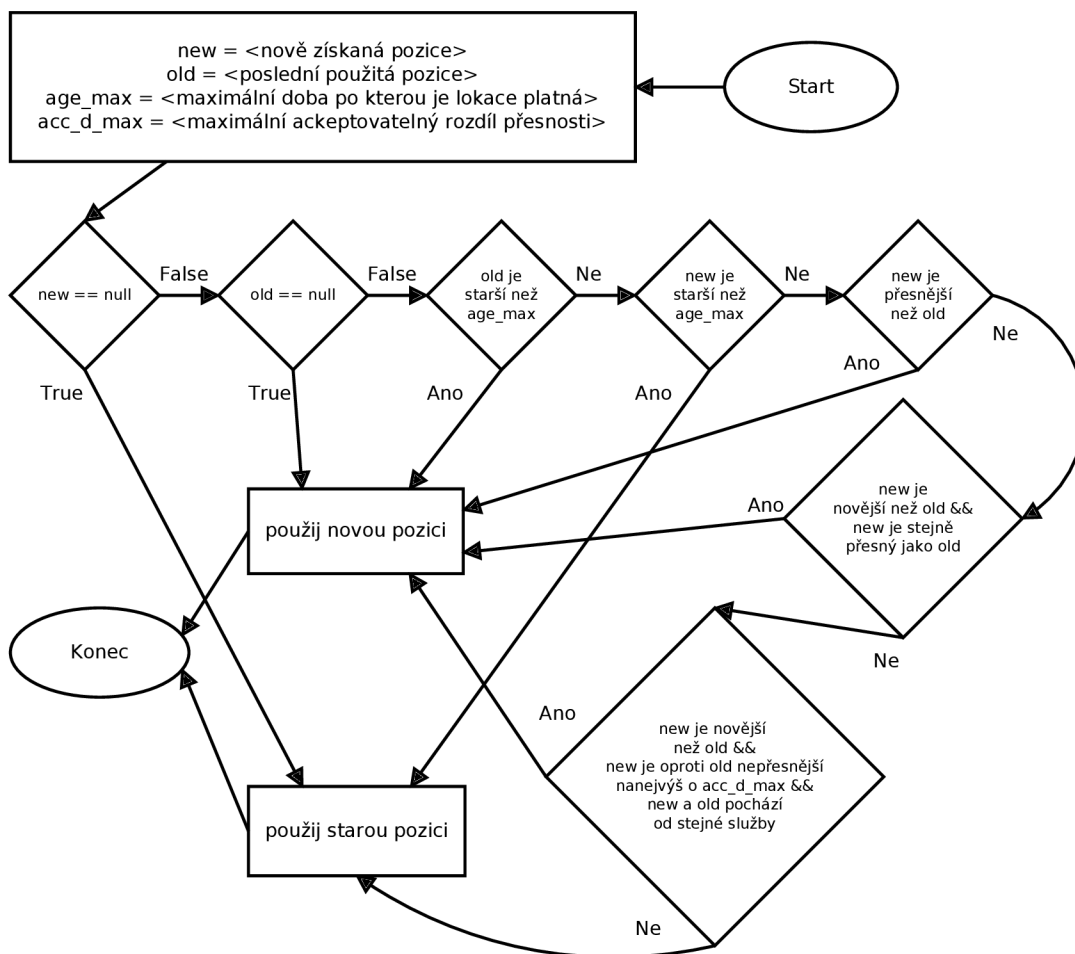 new = <nově získaná pozice>
old = <poslední použitá pozice>
age_max = <maximální doba po kterou je lokace platná>
acc_d_max = <maximální ackeptovatelný rozdíl přesnosti>
Start
new == null
False
True
old == null
False
True
old je
starší než
age_max
Ne
Ano
new je
starší než
age_max
Ne
Ano
new je
přesnější
než old
Ne
Ano
new je
novější než old &&
new je stejně
přesný jako old
Ano
Ne
použij novou pozici
Konec
new je novější
než old &&
new je oproti old nepřesnější
nanejvýš o acc_d_max &&
new a old pochází
od stejné služby
Ano
Ne
použij starou pozici